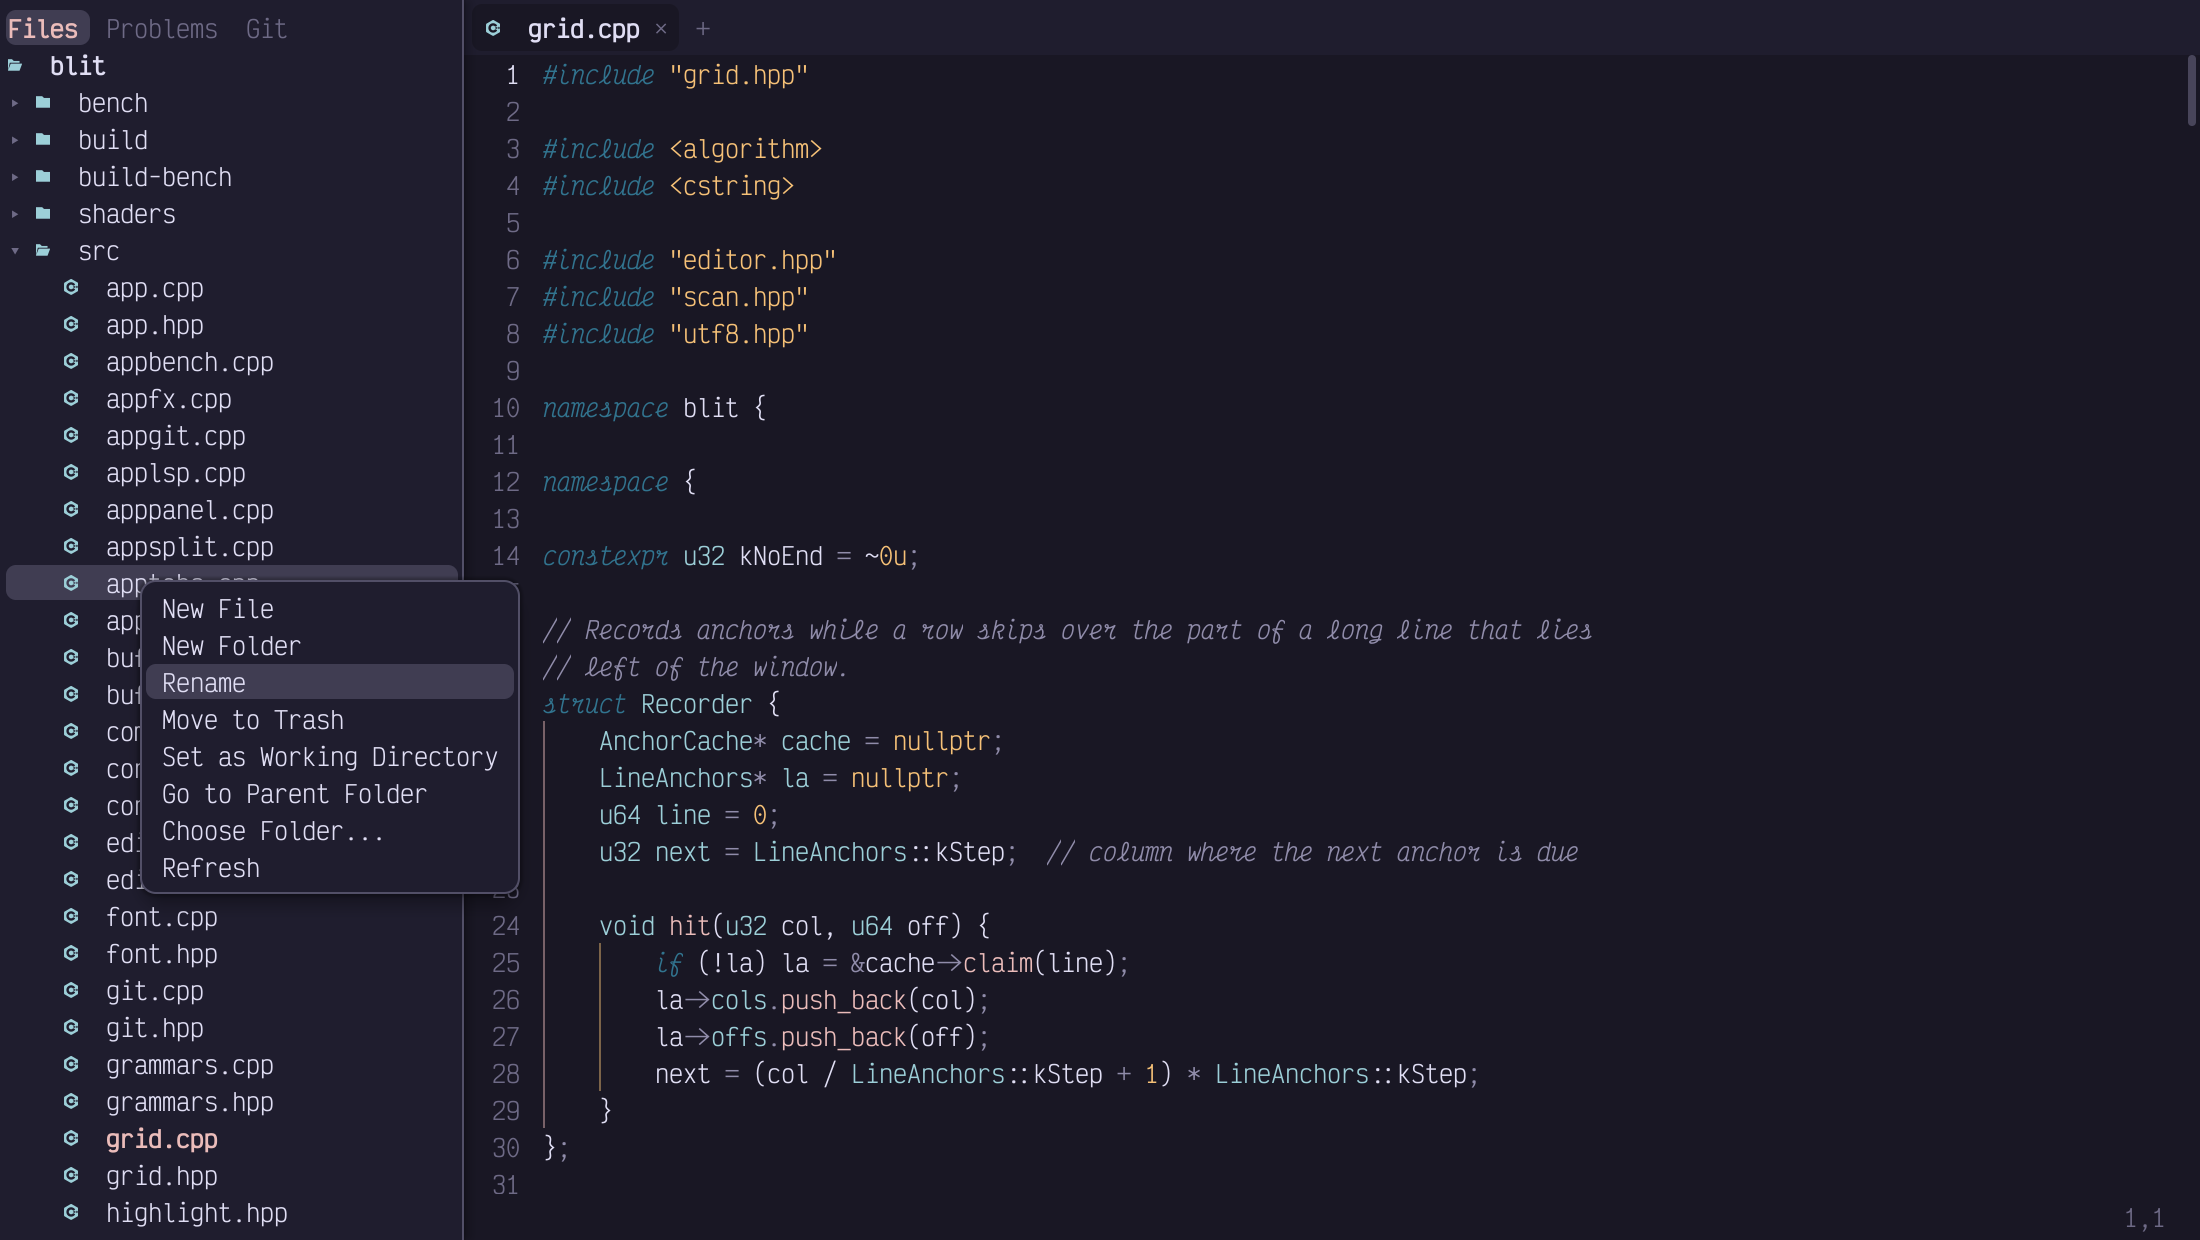 Files Problems Git
blit
bench
build
build-bench
shaders
src
app.cpp
app.hpp
appbench.cpp
appfx.cpp
appgit.cpp
applsp.cpp
apppanel.cpp
appsplit.cpp
font.cpp
font.hpp
git.cpp
git.hpp
grammars.cpp
grammars.hpp
grid.cpp
grid.hpp
highlight.hpp
New File
New Folder
Rename
Move to Trash
Set as Working Directory
Go to Parent Folder
Choose Folder...
Refresh
grid.cpp × +
1 #include "grid.hpp"
2
3 #include <algorithm>
4 #include <cstring>
5
6 #include "editor.hpp"
7 #include "scan.hpp"
8 #include "utf8.hpp"
9
10 namespace blit {
11
12 namespace {
13
14 constexpr u32 kNoEnd = ~0u;
// Records anchors while a row skips over the part of a long line that lies
// left of the window.
struct Recorder {
AnchorCache* cache = nullptr;
LineAnchors* la = nullptr;
u64 line = 0;
u32 next = LineAnchors::kStep;  // column where the next anchor is due
24 void hit(u32 col, u64 off) {
25 if (!la) la = &cache->claim(line);
26 la->cols.push_back(col);
27 la->offs.push_back(off);
28 next = (col / LineAnchors::kStep + 1) * LineAnchors::kStep;
29 }
30 };
31
1,1